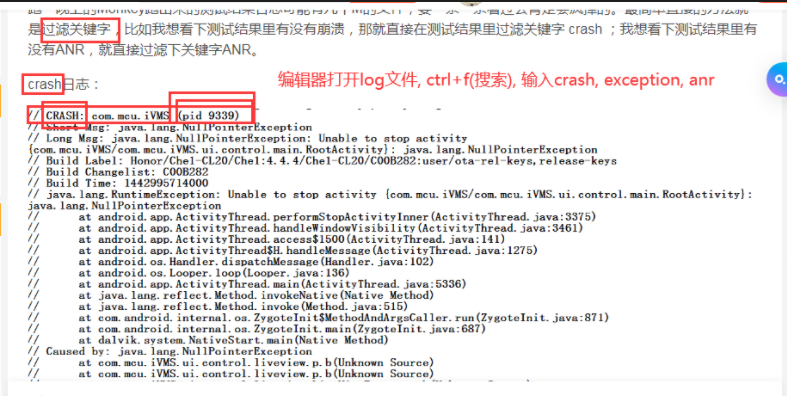 是过滤关键字，比如我想看下测试结果里有没有崩溃，那就直接在测试结果里过滤关键字 crash ；我想看下测试结果里有
没有ANR，就直接过滤下关键字ANR。
crash日志：
编辑器打开log文件, ctrl+f(搜索), 输入crash, exception, anr
// CRASH: com.mcu.iVMS (pid 9339)
// Short Msg: java.lang.NullPointerException
// Long Msg: java.lang.NullPointerException: Unable to stop activity
{com.mcu.iVMS/com.mcu.iVMS.ui.control.main.RootActivity}: java.lang.NullPointerException
// Build Label: Honor/Che1-CL20/Che1:4.4.4/Che1-CL20/C00B282:user/ota-rel-keys,release-keys
// Build Changelist: C00B282
// Build Time: 1442995714000
// java.lang.RuntimeException: Unable to stop activity {com.mcu.iVMS/com.mcu.iVMS.ui.control.main.RootActivity}:
java.lang.NullPointerException
// at android.app.ActivityThread.performStopActivityInner(ActivityThread.java:3375)
// at android.app.ActivityThread.handleWindowVisibility(ActivityThread.java:3461)
// at android.app.ActivityThread.access$1500(ActivityThread.java:141)
// at android.app.ActivityThread$H.handleMessage(ActivityThread.java:1275)
// at android.os.Handler.dispatchMessage(Handler.java:102)
// at android.os.Looper.loop(Looper.java:136)
// at android.app.ActivityThread.main(ActivityThread.java:5336)
// at java.lang.reflect.Method.invokeNative(Native Method)
// at java.lang.reflect.Method.invoke(Method.java:515)
// at com.android.internal.os.ZygoteInit$MethodAndArgsCaller.run(ZygoteInit.java:871)
// at com.android.internal.os.ZygoteInit.main(ZygoteInit.java:687)
// at dalvik.system.NativeStart.main(Native Method)
// Caused by: java.lang.NullPointerException
// at com.mcu.iVMS.ui.control.liveview.p.b(Unknown Source)
// at com.mcu.iVMS.ui.control.liveview.p.b(Unknown Source)